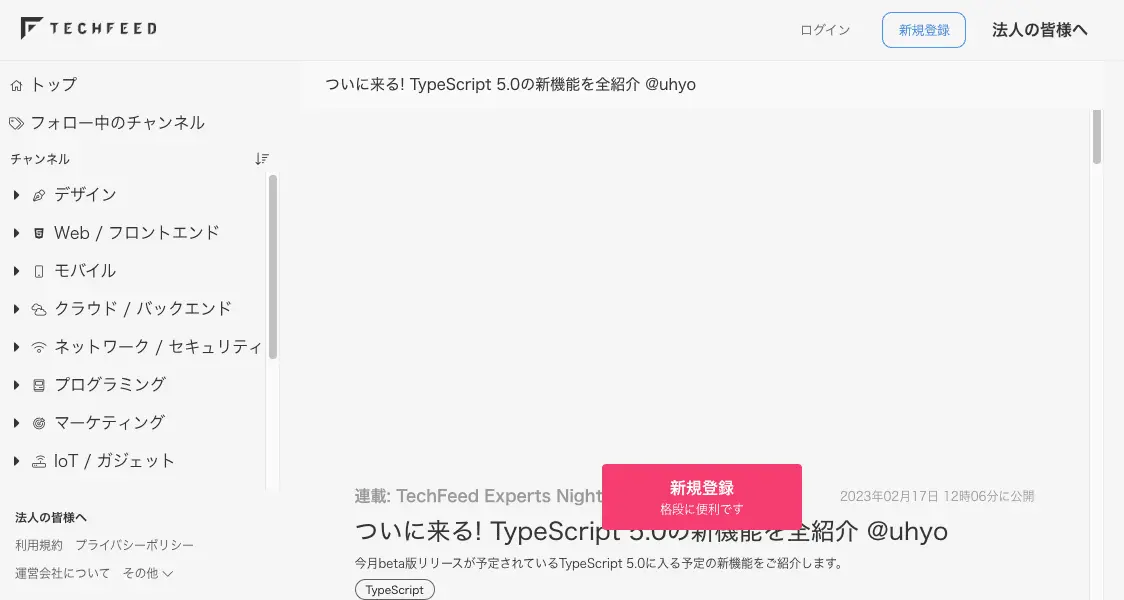 TECHFEED
ログイン
新規登録
法人の皆様へ
トップ
フォロー中のチャンネル
チャンネル
デザイン
Web / フロントエンド
モバイル
クラウド / バックエンド
ネットワーク / セキュリティ
プログラミング
マーケティング
IoT / ガジェット
法人の皆様へ
利用規約 プライバシーポリシー
運営会社について その他
ついに来る! TypeScript 5.0の新機能を全紹介 @uhyo
連載: TechFeed Experts Night
2023年02月17日 12時06分に公開
新規登録
格段に便利です
ついに来る! TypeScript 5.0の新機能を全紹介 @uhyo
今月beta版リリースが予定されているTypeScript 5.0に入る予定の新機能をご紹介します。
TypeScript